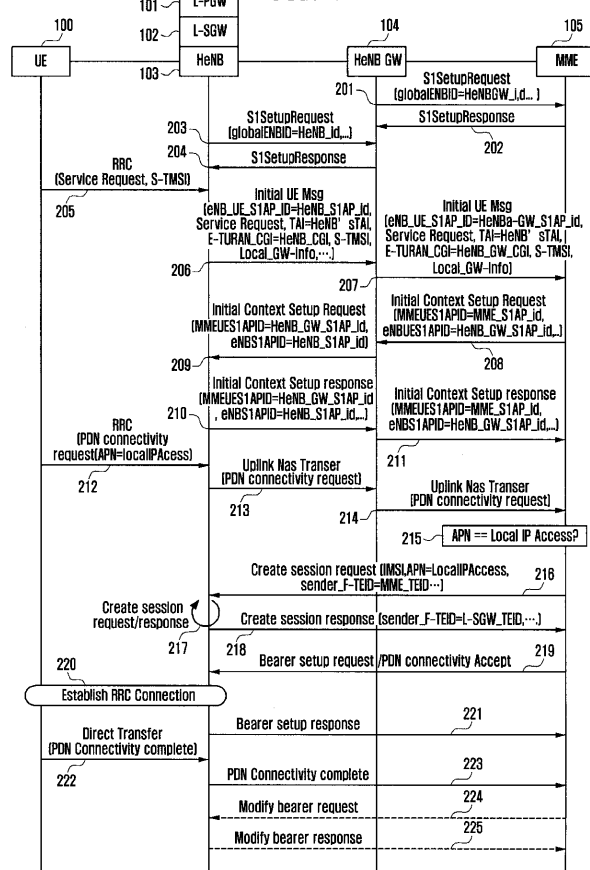 101
L-PGW
102
L-SGW
100
104
105
UE
HeNB
HeNB GW
MME
103
S1SetupRequest
(globalENBID=HeNBGW_i,d... )
201
S1SetupResponse
202
S1SetupRequest
(globalENBID=HeNB_id,...)
203
S1SetupResponse
204
RRC
(Service Request, S-TMSI)
205
Initial UE Msg
(eNB_UE_S1AP_ID=HeNB_S1AP_id,
Service Request, TAI=HeNB' sTAI,
E-TURAN_CGI=HeNB_CGI, S-TMSI,
Local_GW-Info,···.)
206
Initial UE Msg
(eNB_UE_S1AP_ID=HeNBa-GW_S1AP_id,
Service Request, TAI=HeNB' sTAI,
E-TURAN_CGI=HeNB_GW_CGI, S-TMSI,
Local_GW-Info)
207
Initial Context Setup Request
(MMEUES1APID=MME_S1AP_id,
eNBUES1APID=HeNB_GW_S1AP_id,..)
208
Initial Context Setup Request
(MMEUES1APID=HeNB_GW_S1AP_id,
eNBS1APID=HeNB_S1AP_id)
209
Initial Context Setup response
(MMEUES1APID=HeNB_GW_S1AP_id
, eNBS1APID=HeNB_S1AP_id,...)
210
Initial Context Setup response
(MMEUES1APID=MME_S1AP_id,
eNBS1APID=HeNB_GW_S1AP_id,...)
211
RRC
(PDN connectivity
request(APN=localIPAcess)
212
Uplink Nas Transer
(PDN connectivity request)
213
Uplink Nas Transer
(PDN connectivity request)
214
215
APN == Local IP Access?
Create session request (IMSI,APN=LocalIPAccess,
sender_F-TEID=MME_TEID···)
216
Create session
request/response
217
Create session response (sender_F-TEID=L-SGW_TEID,···.)
218
219
Bearer setup request /PDN connectivity Accept
220
Establish RRC Connection
221
Bearer setup response
Direct Transfer
(PDN Connectivity complete)
222
223
PDN Connectivity complete
224
Modify bearer request
225
Modify bearer response